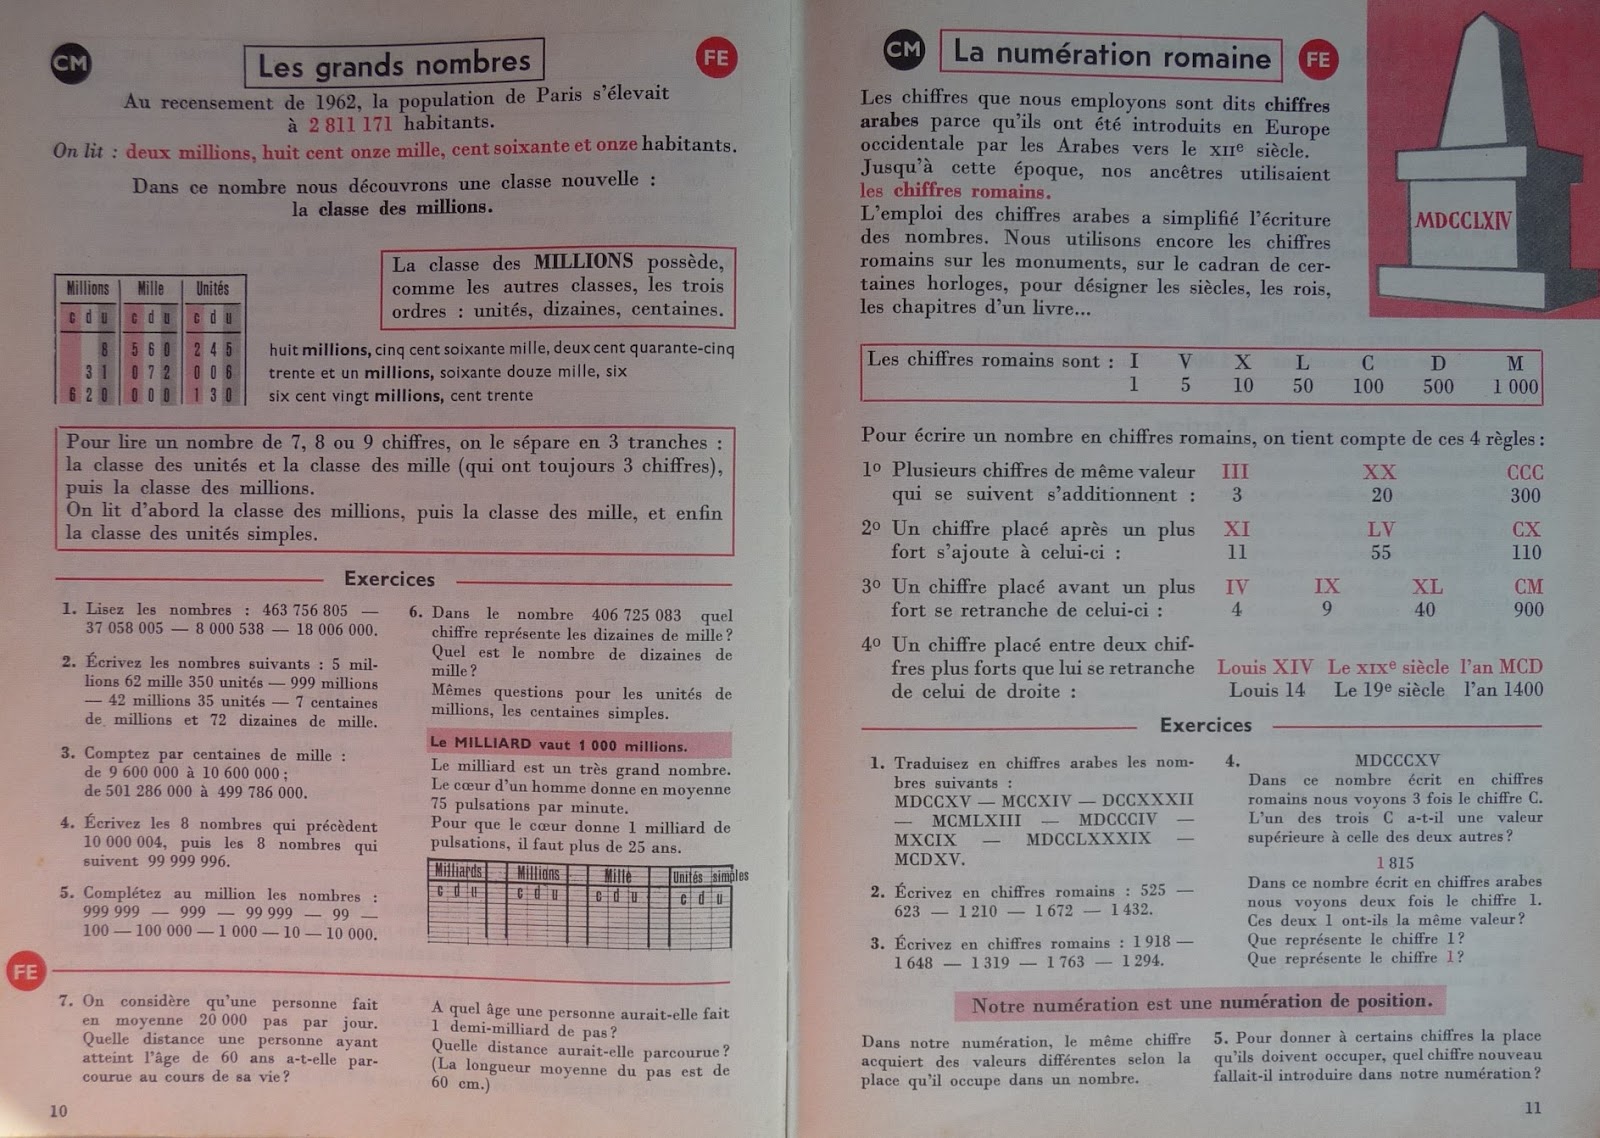 CM
Les grands nombres
FE
Au recensement de 1962, la population de Paris s'élevait
à 2 811 171 habitants.
On lit : deux millions, huit cent onze mille, cent soixante et onze habitants.
Dans ce nombre nous découvrons une classe nouvelle :
la classe des millions.
La classe des MILLIONS possède,
comme les autres classes, les trois
ordres : unités, dizaines, centaines.
Millions Mille Unités
c d u c d u c d u
8 5 6 0 2 4 5
3 1 0 7 2 0 0 6
6 2 0 0 0 0 1 3 0
huit millions, cinq cent soixante mille, deux cent quarante-cinq
trente et un millions, soixante douze mille, six
six cent vingt millions, cent trente
Pour lire un nombre de 7, 8 ou 9 chiffres, on le sépare en 3 tranches :
la classe des unités et la classe des mille (qui ont toujours 3 chiffres),
puis la classe des millions.
On lit d'abord la classe des millions, puis la classe des mille, et enfin
la classe des unités simples.
Exercices
1. Lisez les nombres : 463 756 805 —
37 058 005 — 8 000 538 — 18 006 000.
2. Écrivez les nombres suivants : 5 mil-
lions 62 mille 350 unités — 999 millions
— 42 millions 35 unités — 7 centaines
de millions et 72 dizaines de mille.
3. Comptez par centaines de mille :
de 9 600 000 à 10 600 000 ;
de 501 286 000 à 499 786 000.
4. Écrivez les 8 nombres qui précèdent
10 000 004, puis les 8 nombres qui
suivent 99 999 996.
5. Complétez au million les nombres :
999 999 — 999 — 99 999 — 99 —
100 — 100 000 — 1 000 — 10 — 10 000.
6. Dans le nombre 406 725 083 quel
chiffre représente les dizaines de mille ?
Quel est le nombre de dizaines de
mille ?
Mêmes questions pour les unités de
millions, les centaines simples.
Le MILLIARD vaut 1 000 millions.
Le milliard est un très grand nombre.
Le cœur d'un homme donne en moyenne
75 pulsations par minute.
Pour que le cœur donne 1 milliard de
pulsations, il faut plus de 25 ans.
Milliards Millions Mille Unités simples
c d u c d u c d u c d u
FE
7. On considère qu'une personne fait
en moyenne 20 000 pas par jour.
Quelle distance une personne ayant
atteint l'âge de 60 ans a-t-elle par-
courue au cours de sa vie ?
A quel âge une personne aurait-elle fait
1 demi-milliard de pas ?
Quelle distance aurait-elle parcourue ?
(La longueur moyenne du pas est de
60 cm.)
10
CM
La numération romaine
FE
Les chiffres que nous employons sont dits chiffres
arabes parce qu'ils ont été introduits en Europe
occidentale par les Arabes vers le XIIe siècle.
Jusqu'à cette époque, nos ancêtres utilisaient
les chiffres romains.
L'emploi des chiffres arabes a simplifié l'écriture
des nombres. Nous utilisons encore les chiffres
romains sur les monuments, sur le cadran de cer-
taines horloges, pour désigner les siècles, les rois,
les chapitres d'un livre...
MDCCLXIV
Les chiffres romains sont : I V X L C D M
1 5 10 50 100 500 1 000
Pour écrire un nombre en chiffres romains, on tient compte de ces 4 règles :
1º Plusieurs chiffres de même valeur III XX CCC
qui se suivent s'additionnent : 3 20 300
2º Un chiffre placé après un plus XI LV CX
fort s'ajoute à celui-ci : 11 55 110
3º Un chiffre placé avant un plus IV IX XL CM
fort se retranche de celui-ci : 4 9 40 900
4º Un chiffre placé entre deux chif-
fres plus forts que lui se retranche Louis XIV Le XIXe siècle l'an MCD
de celui de droite : Louis 14 Le 19e siècle l'an 1400
Exercices
1. Traduisez en chiffres arabes les nom-
bres suivants :
MDCCXV — MCCXIV — DCCXXXII
— MCMLXIII — MDCCCIV —
MXCIX — MDCCLXXXIX —
MCDXV.
2. Écrivez en chiffres romains : 525 —
623 — 1 210 — 1 672 — 1 432.
3. Écrivez en chiffres romains : 1 918 —
1 648 — 1 319 — 1 763 — 1 294.
4. MDCCCXV
Dans ce nombre écrit en chiffres
romains nous voyons 3 fois le chiffre C.
L'un des trois C a-t-il une valeur
supérieure à celle des deux autres ?
1 815
Dans ce nombre écrit en chiffres arabes
nous voyons deux fois le chiffre 1.
Ces deux 1 ont-ils la même valeur ?
Que représente le chiffre 1 ?
Que représente le chiffre 1 ?
Notre numération est une numération de position.
Dans notre numération, le même chiffre
acquiert des valeurs différentes selon la
place qu'il occupe dans un nombre.
5. Pour donner à certains chiffres la place
qu'ils doivent occuper, quel chiffre nouveau
fallait-il introduire dans notre numération ?
11